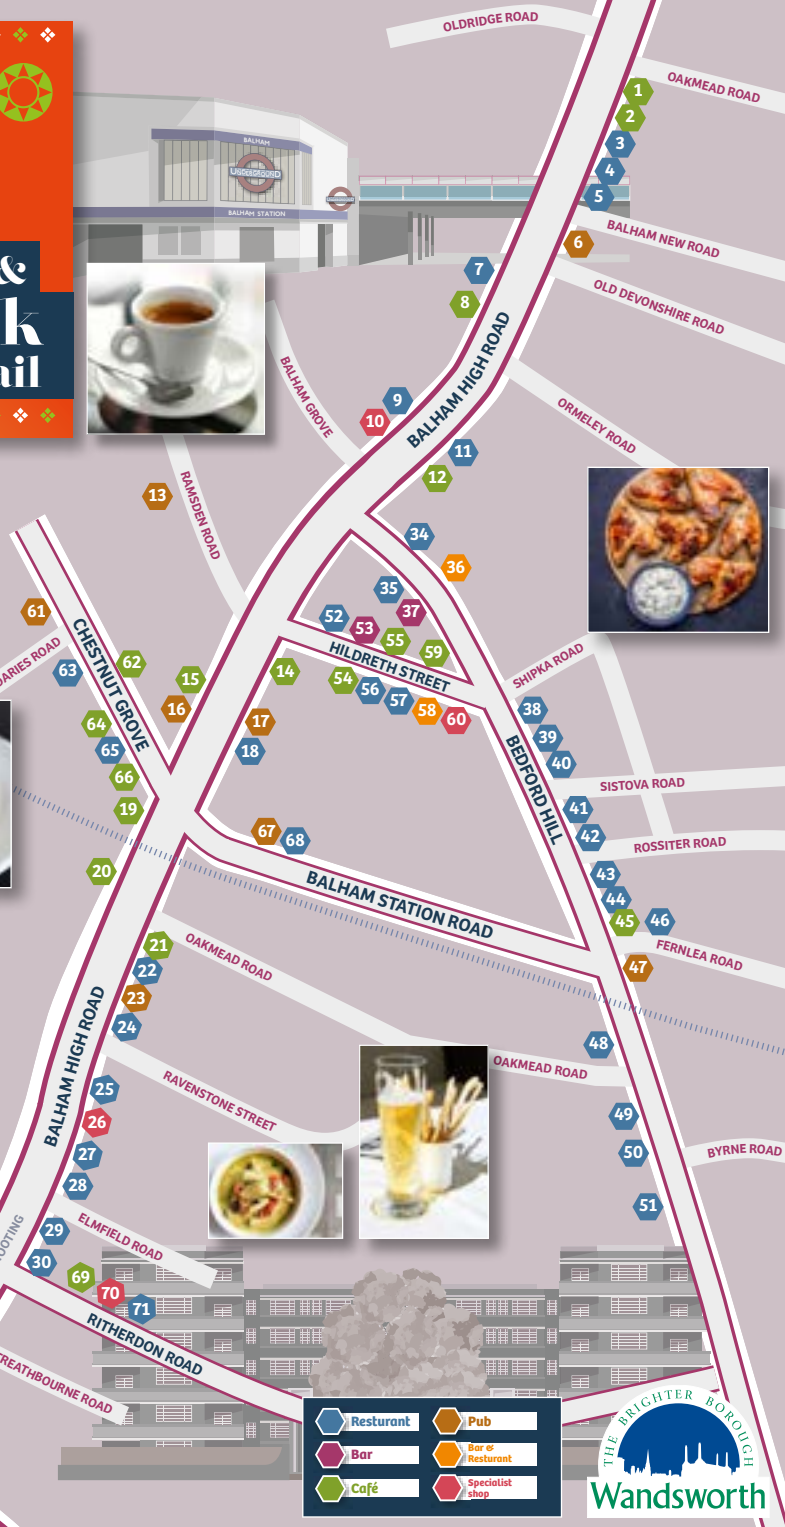 OLDRIDGE ROAD
OAKMEAD ROAD
1
2
3
4
5
BALHAM
UNDERGROUND
BALHAM STATION
BALHAM NEW ROAD
6
7
8
OLD DEVONSHIRE ROAD
&
k
ail
BALHAM HIGH ROAD
BALHAM GROVE
ORMELEY ROAD
9
10
11
12
13
RAMSDEN ROAD
34
36
35
37
52
53
55
59
61
CHESTNUT GROVE
DARIES ROAD
62
63
HILDRETH STREET
SHIPKA ROAD
14
15
16
17
18
54
56
57
58
60
38
39
40
64
65
66
19
BEDFORD HILL
SISTOVA ROAD
41
42
67
68
ROSSITER ROAD
20
43
44
45
46
BALHAM STATION ROAD
FERNLEA ROAD
47
21
22
23
24
OAKMEAD ROAD
BALHAM HIGH ROAD
48
OAKMEAD ROAD
25
26
27
28
RAVENSTONE STREET
49
50
51
BYRNE ROAD
OOTING
29
30
ELMFIELD ROAD
69
70
71
RITHERDON ROAD
REATHBOURNE ROAD
Resturant
Pub
Bar
Bar &
Resturant
Café
Specialist
shop
THE BRIGHTER BOROUGH
Wandsworth